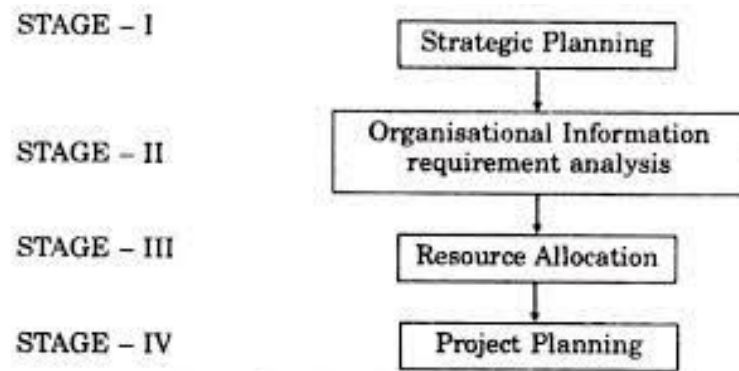 STAGE – I
Strategic Planning
STAGE – II
Organisational Information
requirement analysis
STAGE – III
Resource Allocation
STAGE – IV
Project Planning